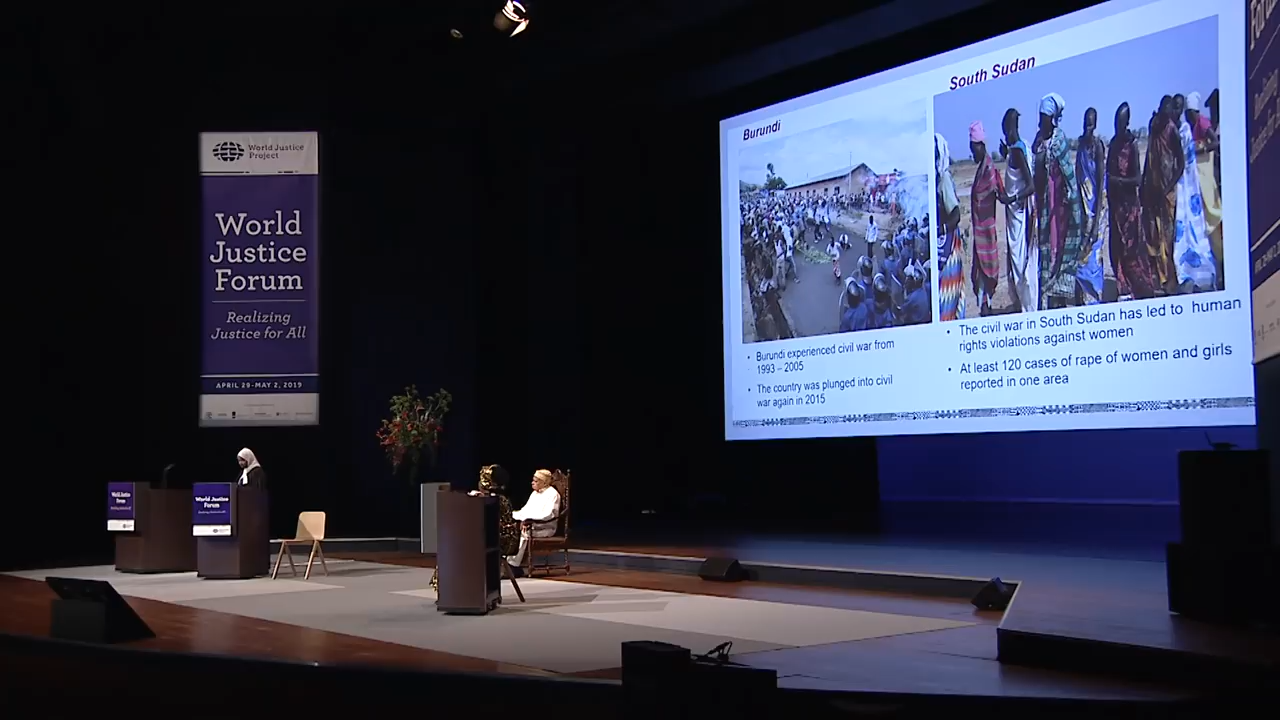 World Justice
Project
World
Justice
Forum
Realizing
Justice for All
APRIL 29-MAY 2, 2019
World Justice
Forum
World Justice
Forum
Burundi
South Sudan
• Burundi experienced civil war from
1993 – 2005
• The country was plunged into civil
war again in 2015
• The civil war in South Sudan has led to human
rights violations against women
• At least 120 cases of rape of women and girls
reported in one area